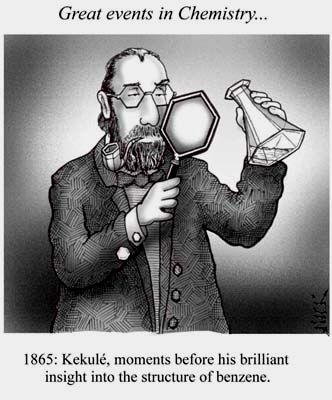 Great events in Chemistry...
1865: Kekulé, moments before his brilliant
insight into the structure of benzene.